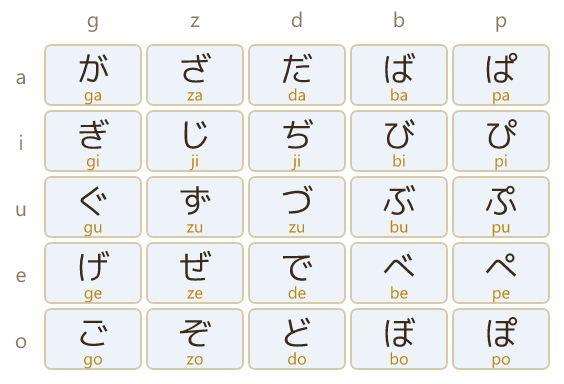 g z d b p
a が ざ だ ば ぱ
ga za da ba pa
i ぎ じ ぢ び ぴ
gi ji ji bi pi
u ぐ ず づ ぶ ぷ
gu zu zu bu pu
e げ ぜ で べ ぺ
ge ze de be pe
o ご ぞ ど ぼ ぽ
go zo do bo po